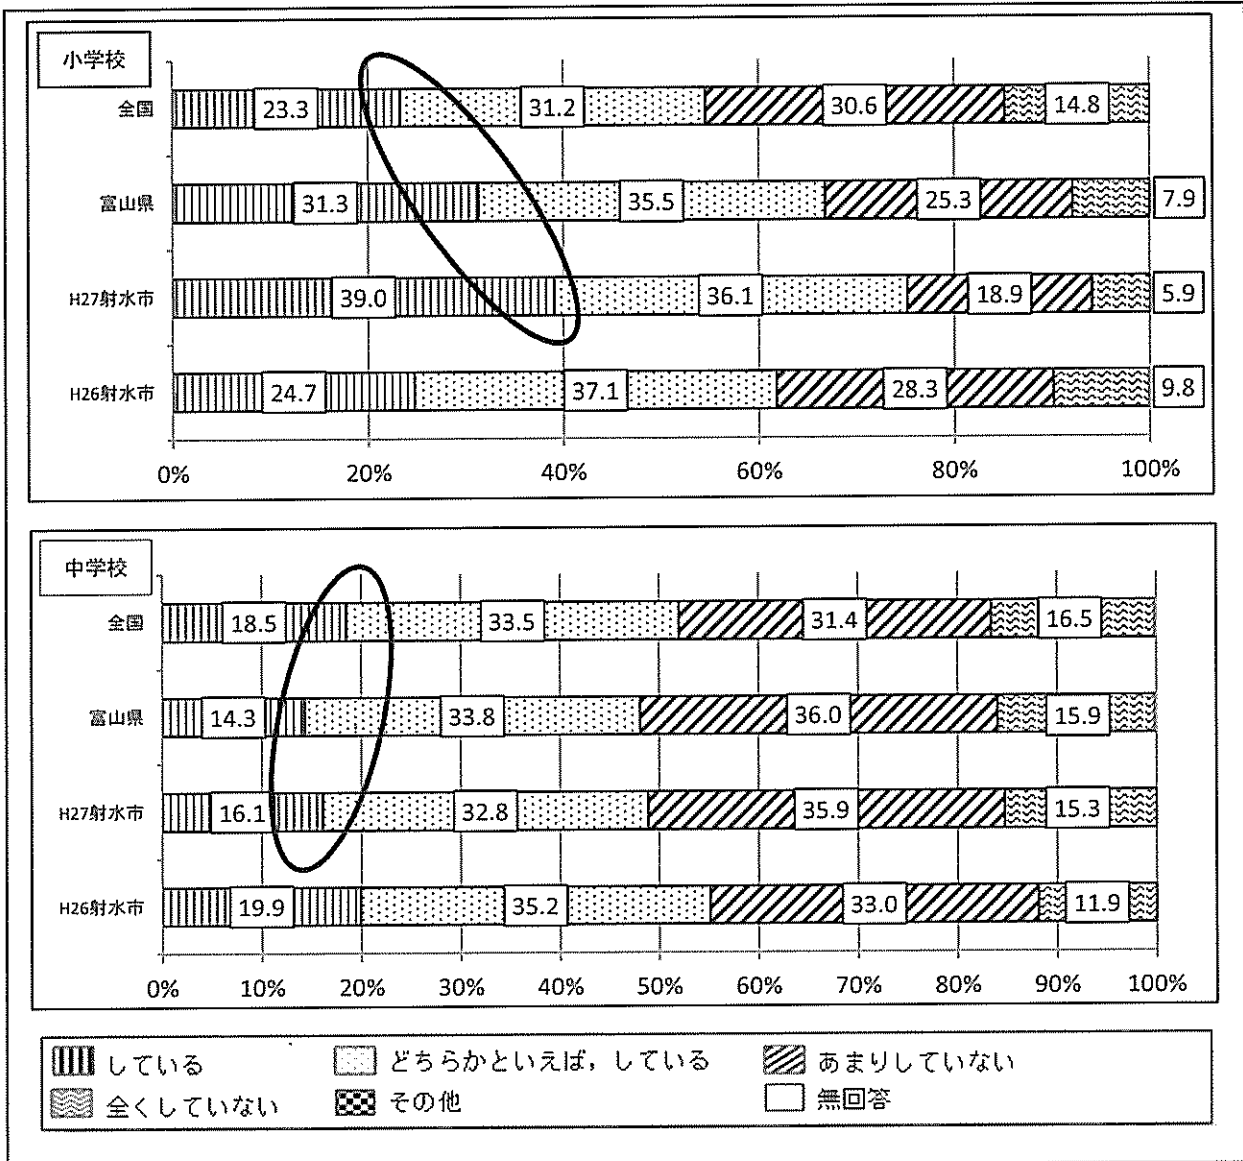 小学校
全国 23.3 31.2 30.6 14.8
富山県 31.3 35.5 25.3 7.9
H27射水市 39.0 36.1 18.9 5.9
H26射水市 24.7 37.1 28.3 9.8
0% 20% 40% 60% 80% 100%
中学校
全国 18.5 33.5 31.4 16.5
富山県 14.3 33.8 36.0 15.9
H27射水市 16.1 32.8 35.9 15.3
H26射水市 19.9 35.2 33.0 11.9
0% 10% 20% 30% 40% 50% 60% 70% 80% 90% 100%
している どちらかといえば，している あまりしていない
全くしていない その他 無回答